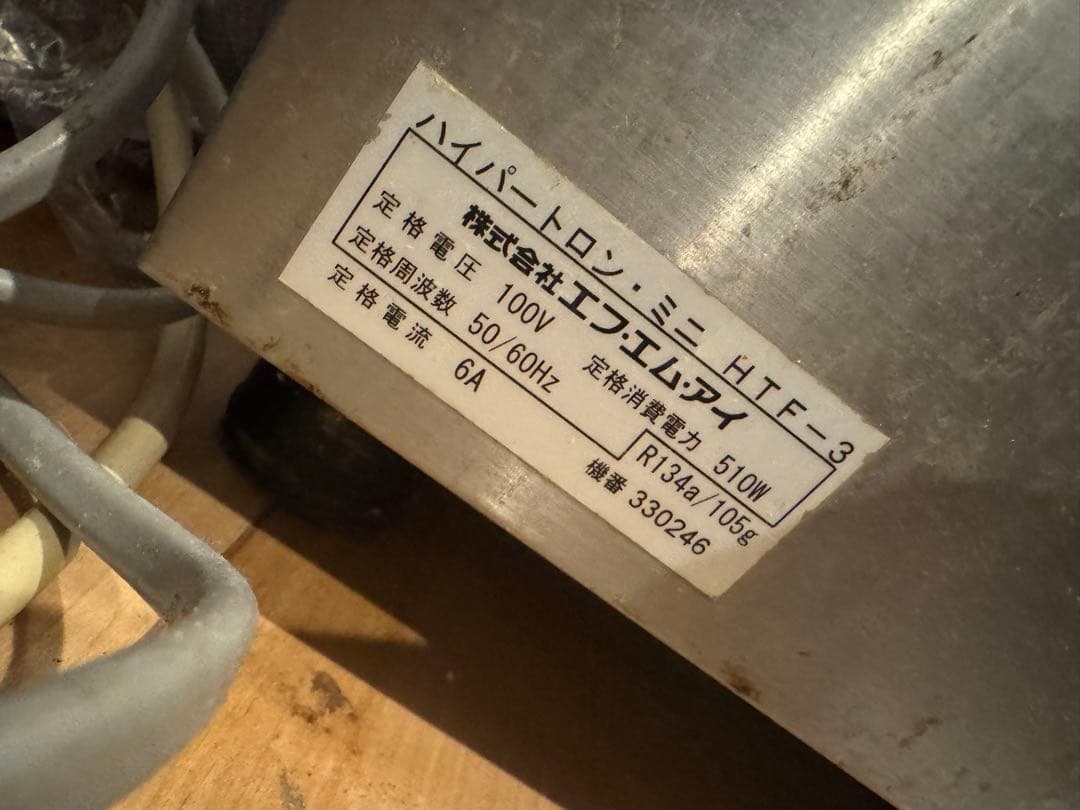 ハイパートロン・ミニ HTF-3
株式会社エフ・エム・アイ
定格電圧 100V 定格消費電力 510W
定格周波数 50/60Hz R134a/105g
定格電流 6A 機番 330246